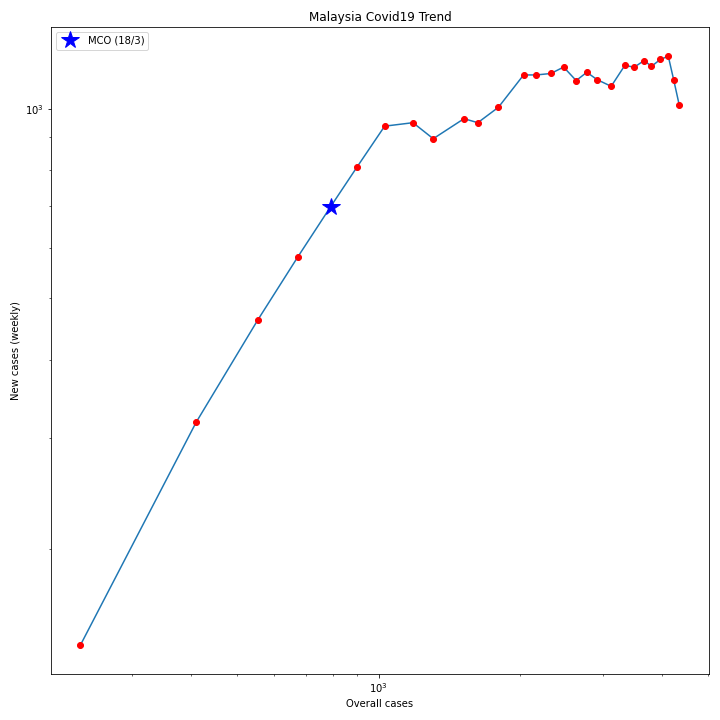 Malaysia Covid19 Trend
MCO (18/3)
10³
New cases (weekly)
10³
Overall cases